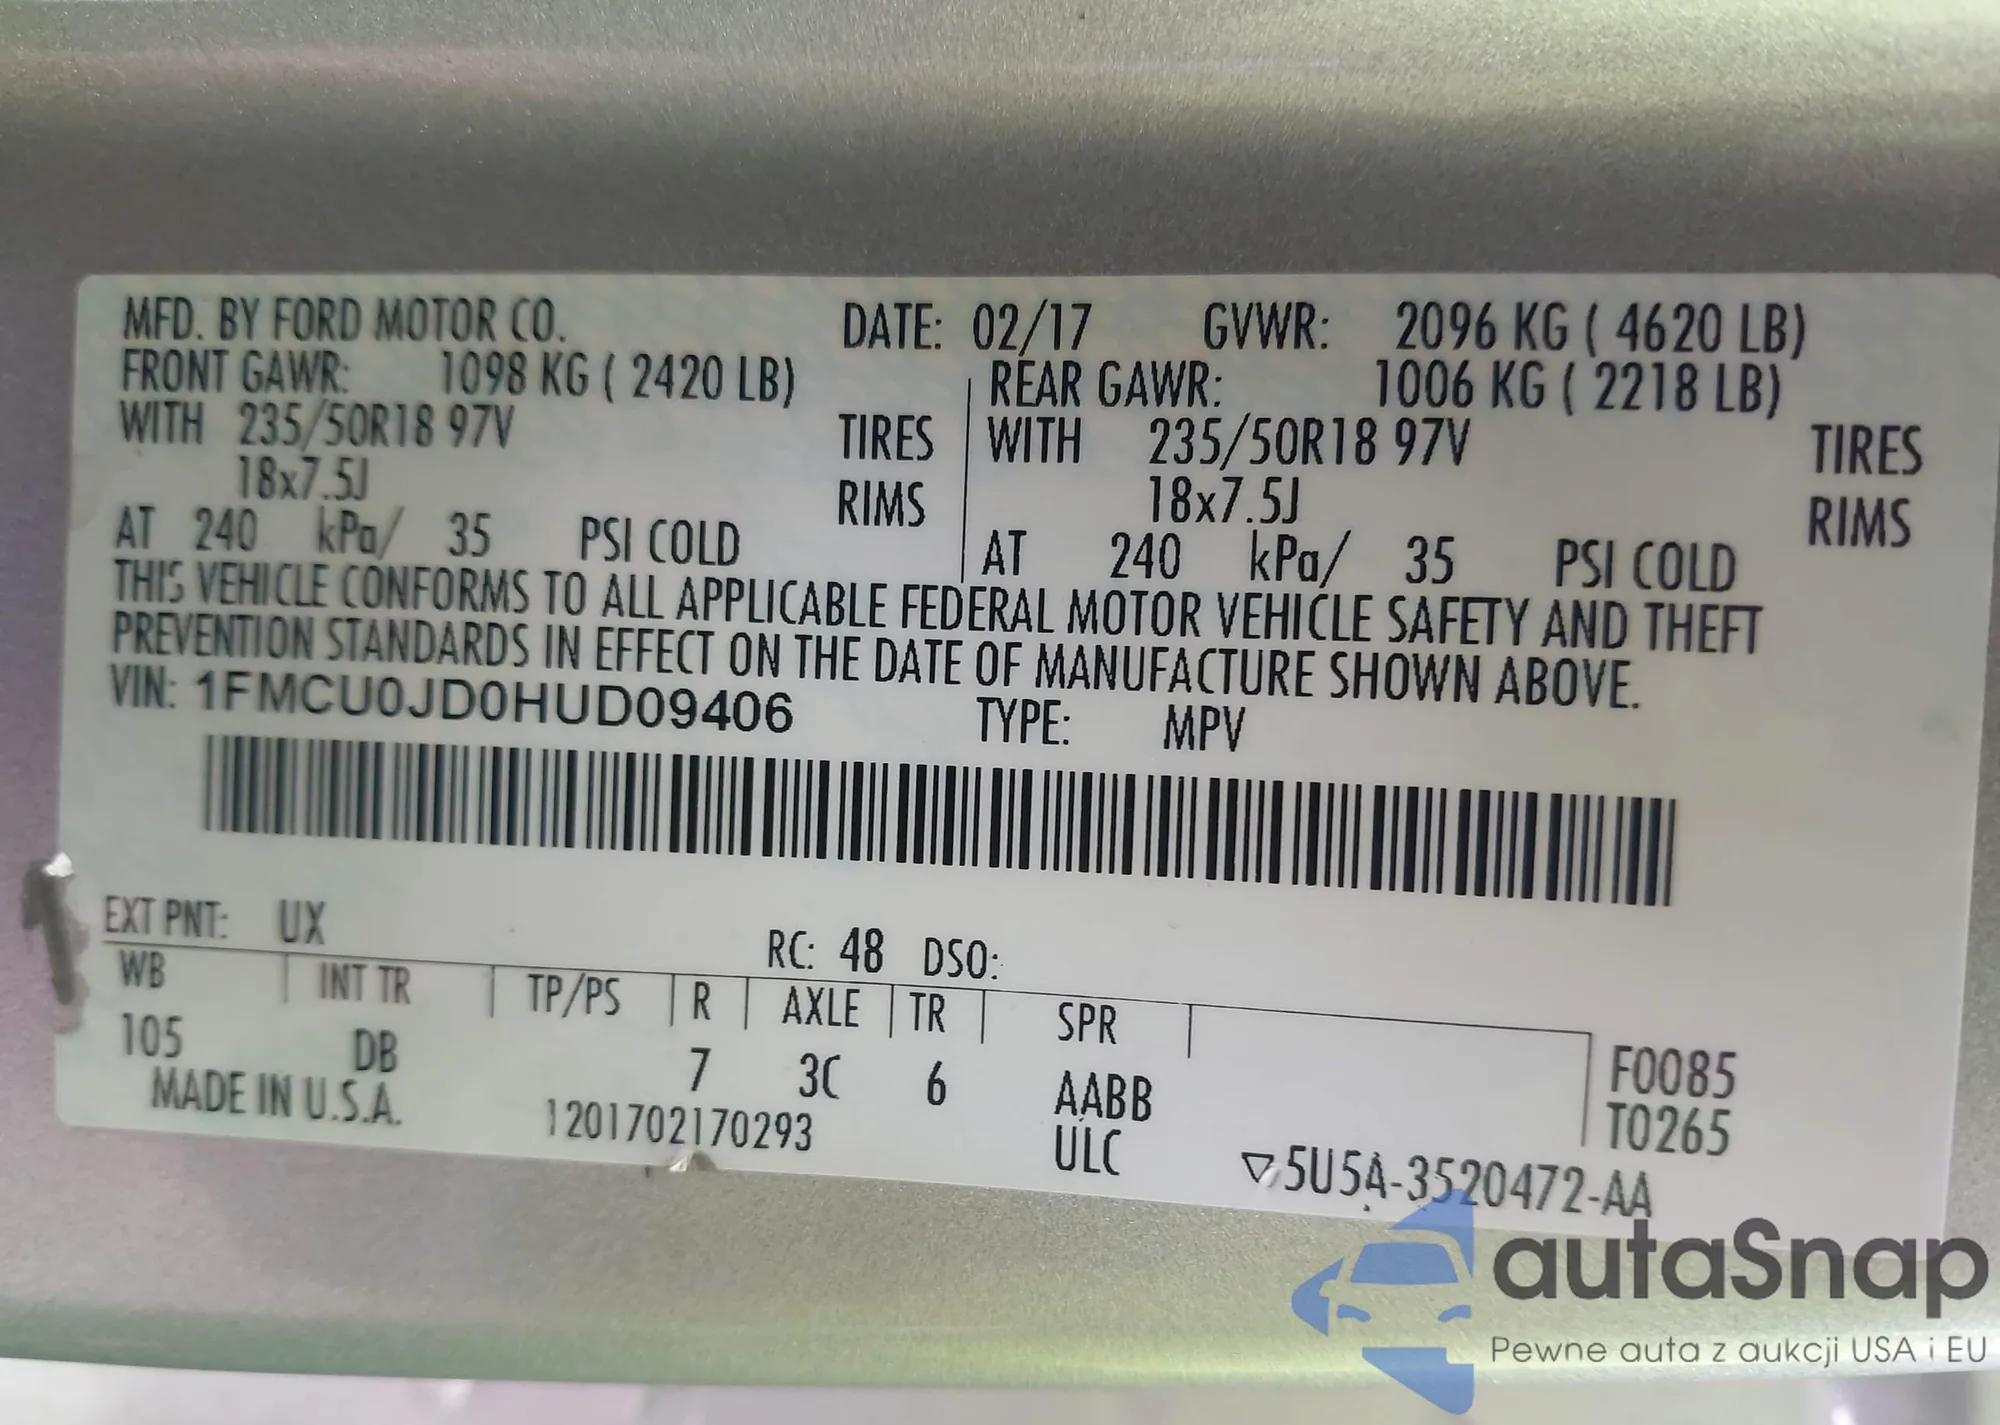 MFD. BY FORD MOTOR CO. DATE: 02/17 GVWR: 2096 KG ( 4620 LB)
FRONT GAWR: 1098 KG ( 2420 LB) REAR GAWR: 1006 KG ( 2218 LB)
WITH 235/50R18 97V TIRES WITH 235/50R18 97V TIRES
18x7.5J RIMS 18x7.5J RIMS
AT 240 kPa/ 35 PSI COLD AT 240 kPa/ 35 PSI COLD
THIS VEHICLE CONFORMS TO ALL APPLICABLE FEDERAL MOTOR VEHICLE SAFETY AND THEFT
PREVENTION STANDARDS IN EFFECT ON THE DATE OF MANUFACTURE SHOWN ABOVE.
VIN: 1FMCU0JD0HUD09406 TYPE: MPV
EXT PNT: UX RC: 48 DSO:
WB INT TR TP/PS R AXLE TR SPR
105 DB 7 3C 6 AABB F0085
MADE IN U.S.A. 1201702170293 ULC T0265
5U5A-3520472-AA
autaSnap
Pewne auta z aukcji USA i EU